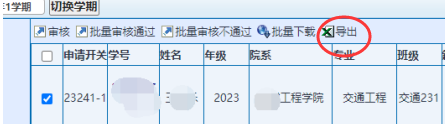 1学期 切换学期
审核 批量审核通过 批量审核不通过 批量下载 导出
申请开关 学号 姓名 年级 院系 专业 班级
23241-1 2023 工程学院 交通工程 交通231